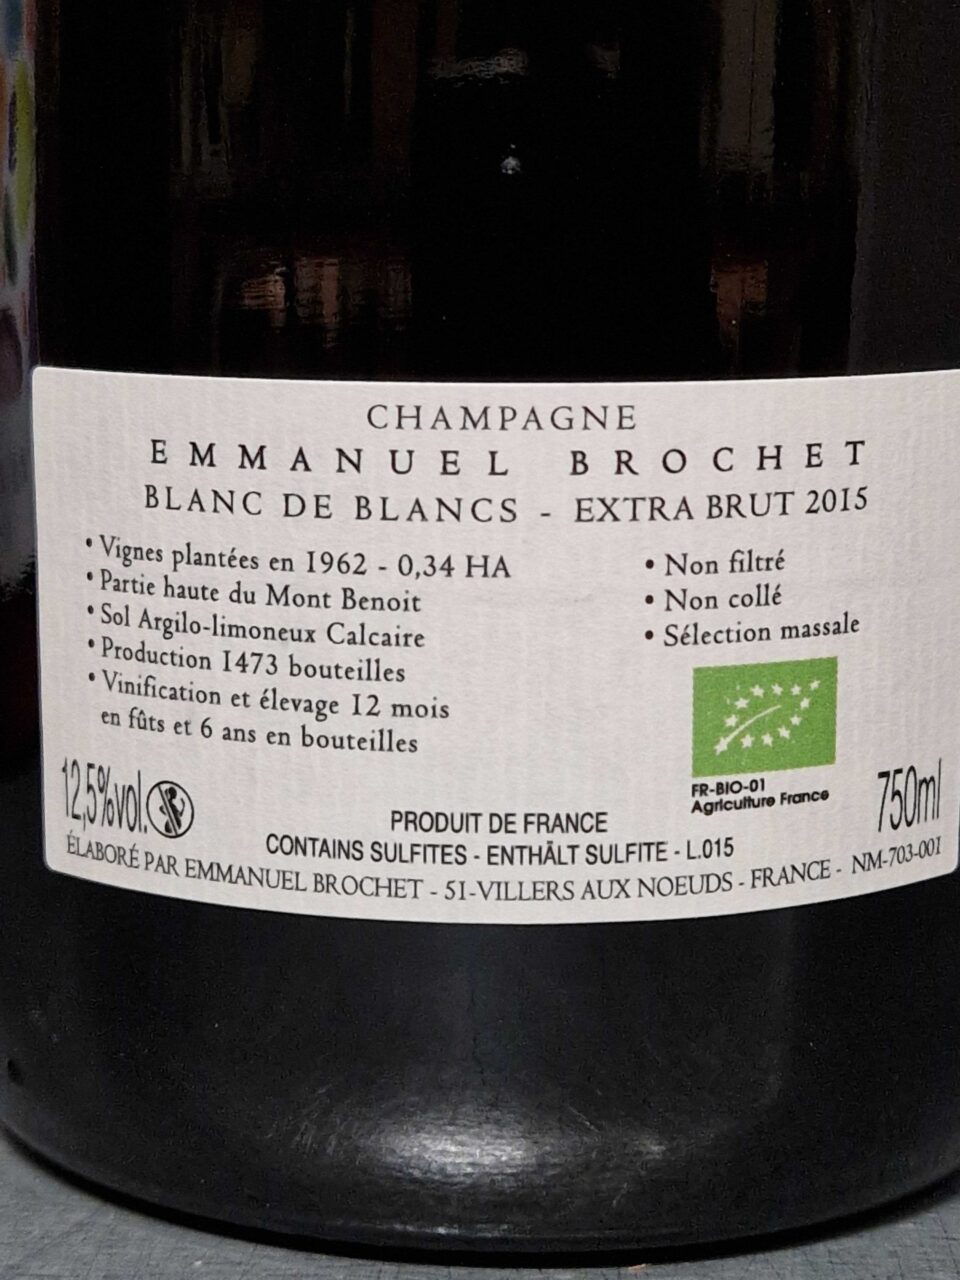 CHAMPAGNE
EMMANUEL BROCHET
BLANC DE BLANCS - EXTRA BRUT 2015
• Vignes plantées en 1962 - 0,34 HA
• Partie haute du Mont Benoit
• Sol Argilo-limoneux Calcaire
• Production 1473 bouteilles
• Vinification et élevage 12 mois
en fûts et 6 ans en bouteilles
• Non filtré
• Non collé
• Sélection massale
FR-BIO-01
Agriculture France
12,5%vol.
750ml
PRODUIT DE FRANCE
CONTAINS SULFITES - ENTHÄLT SULFITE - L.015
ÉLABORÉ PAR EMMANUEL BROCHET - 51-VILLERS AUX NOEUDS - FRANCE - NM-703-001